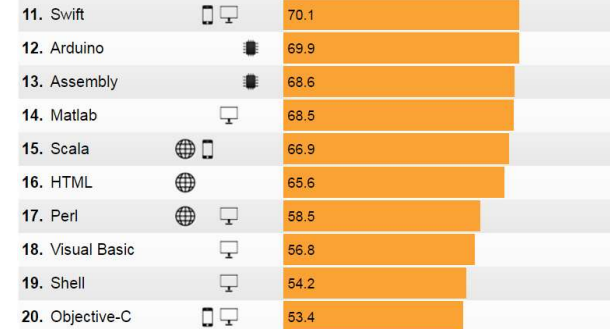 11. Swift 70.1
12. Arduino 69.9
13. Assembly 68.6
14. Matlab 68.5
15. Scala 66.9
16. HTML 65.6
17. Perl 58.5
18. Visual Basic 56.8
19. Shell 54.2
20. Objective-C 53.4